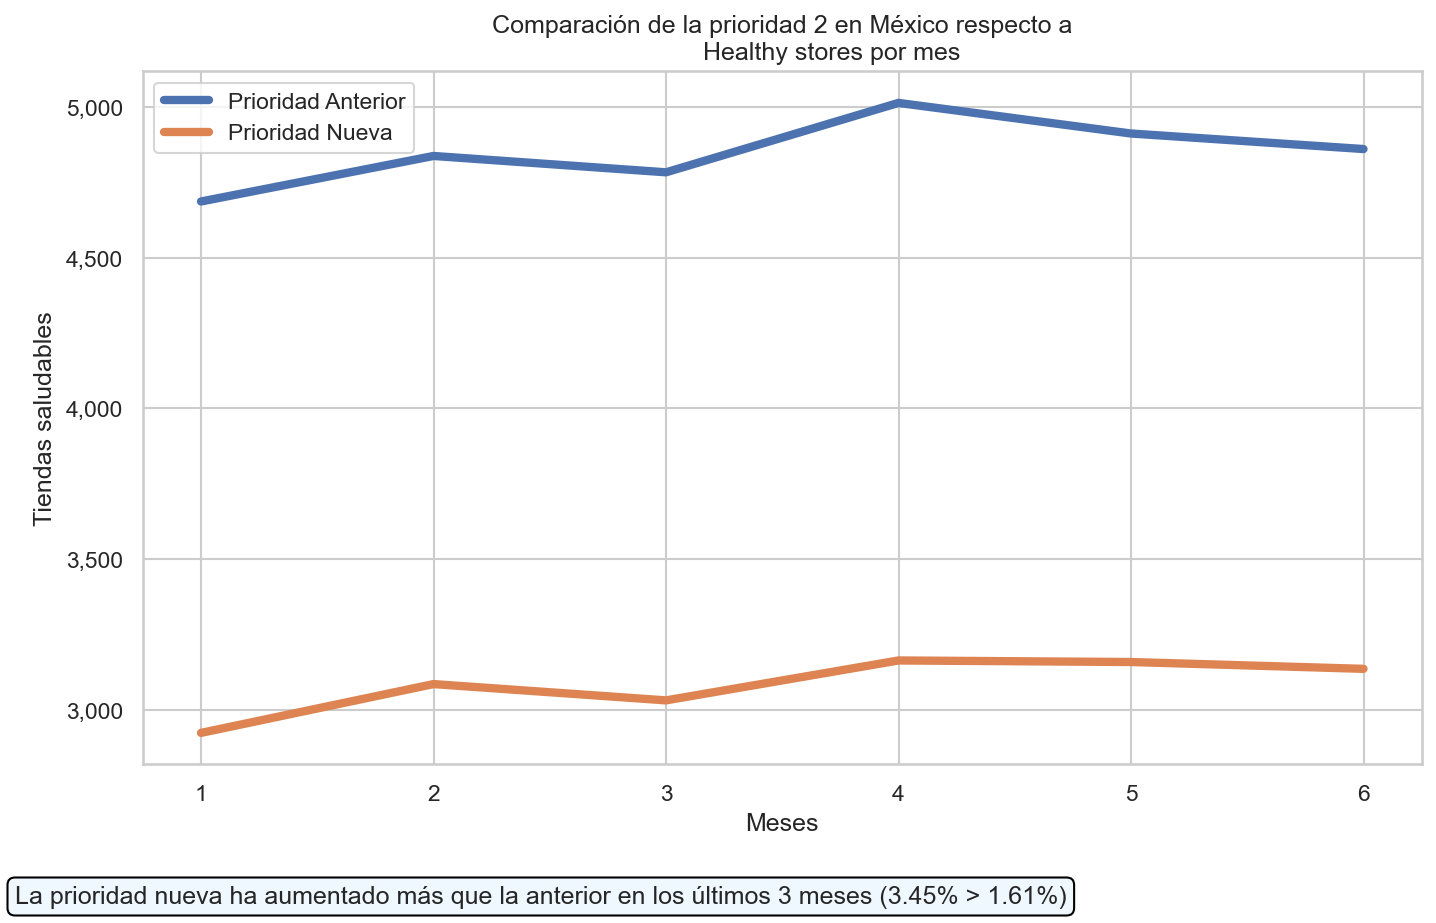 Comparación de la prioridad 2 en México respecto a
Healthy stores por mes
Prioridad Anterior
Prioridad Nueva
5,000
4,500
4,000
3,500
3,000
Tiendas saludables
1 2 3 4 5 6
Meses
La prioridad nueva ha aumentado más que la anterior en los últimos 3 meses (3.45% > 1.61%)